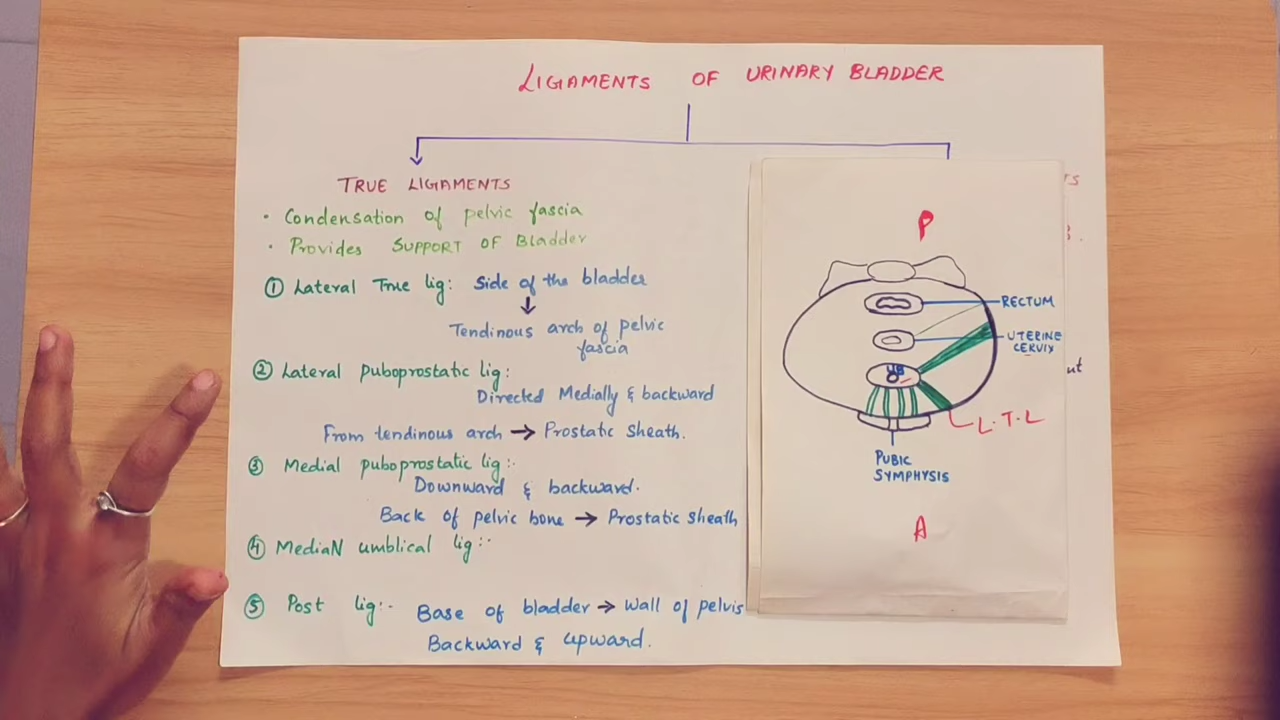 LIGAMENTS OF URINARY BLADDER
TRUE LIGAMENTS
• Condensation of pelvic fascia
• Provides SUPPORT OF Bladder
① Lateral True lig: Side of the bladder
Tendinous arch of pelvic
fascia
② Lateral puboprostatic lig:
Directed Medially & backward
From tendinous arch → Prostatic Sheath.
③ Medial puboprostatic lig:-
Downward & backward.
Back of pelvic bone → Prostatic Sheath
④ MediaN umblical lig:-
⑤ Post lig:- Base of bladder → Wall of pelvis
Backward & upward.
P
RECTUM
UTERINE
CERVIX
UB
L.T.L
PUBIC
SYMPHYSIS
A